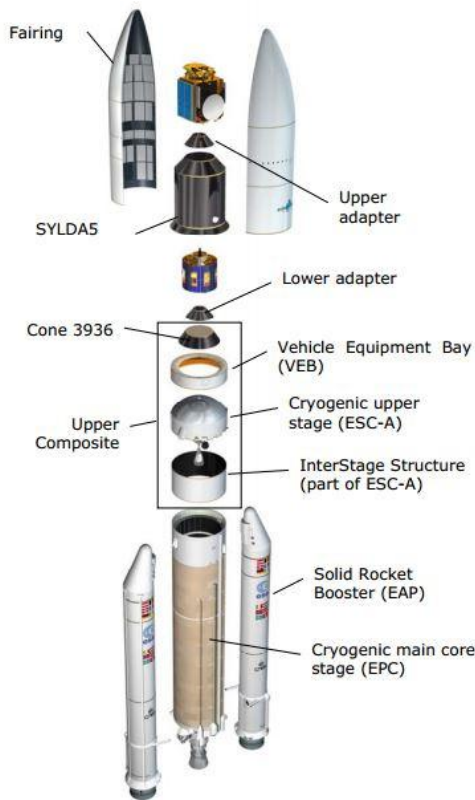 Fairing
Upper
adapter
SYLDA5
Lower adapter
Cone 3936
Vehicle Equipment Bay
(VEB)
Cryogenic upper
stage (ESC-A)
Upper
Composite
InterStage Structure
(part of ESC-A)
Solid Rocket
Booster (EAP)
Cryogenic main core
stage (EPC)